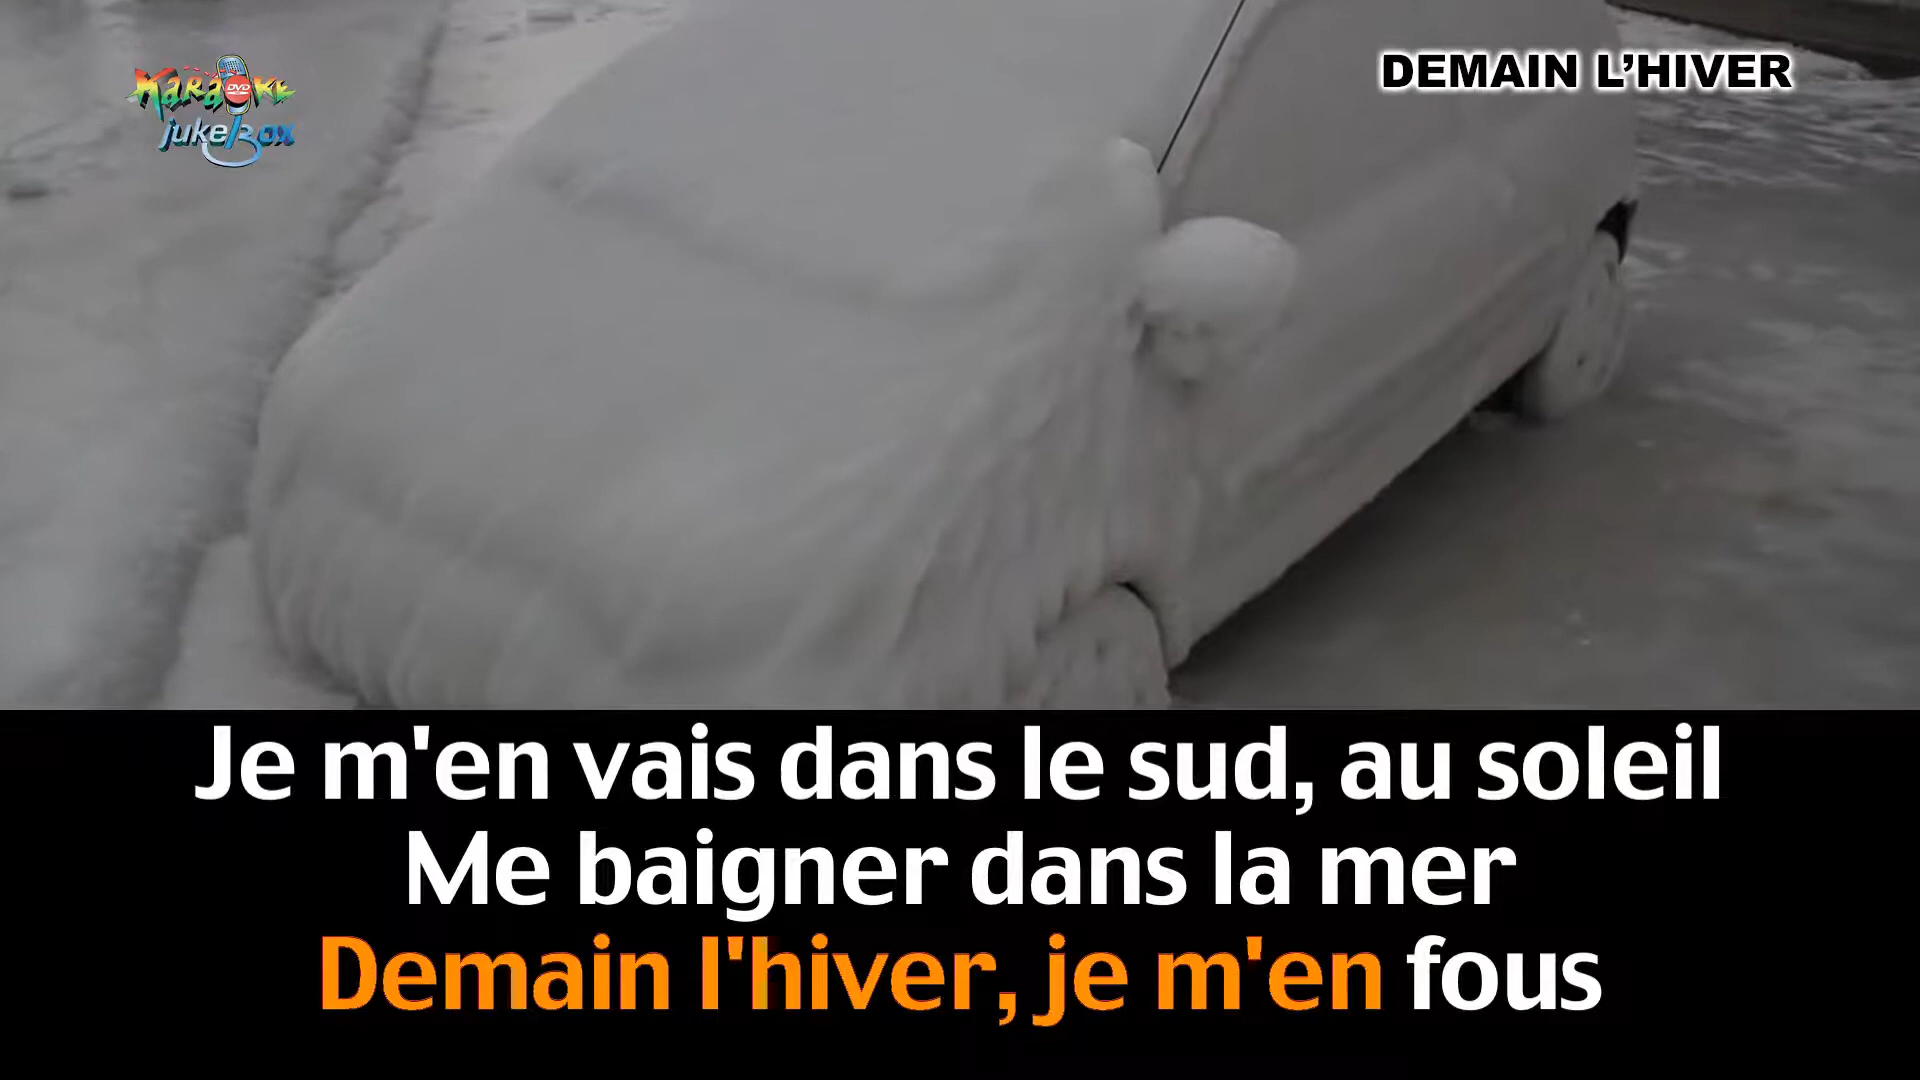 KaRaOKe
DVD
jukeBox
DEMAIN L’HIVER
Je m'en vais dans le sud, au soleil
Me baigner dans la mer
Demain l'hiver, je m'en fous